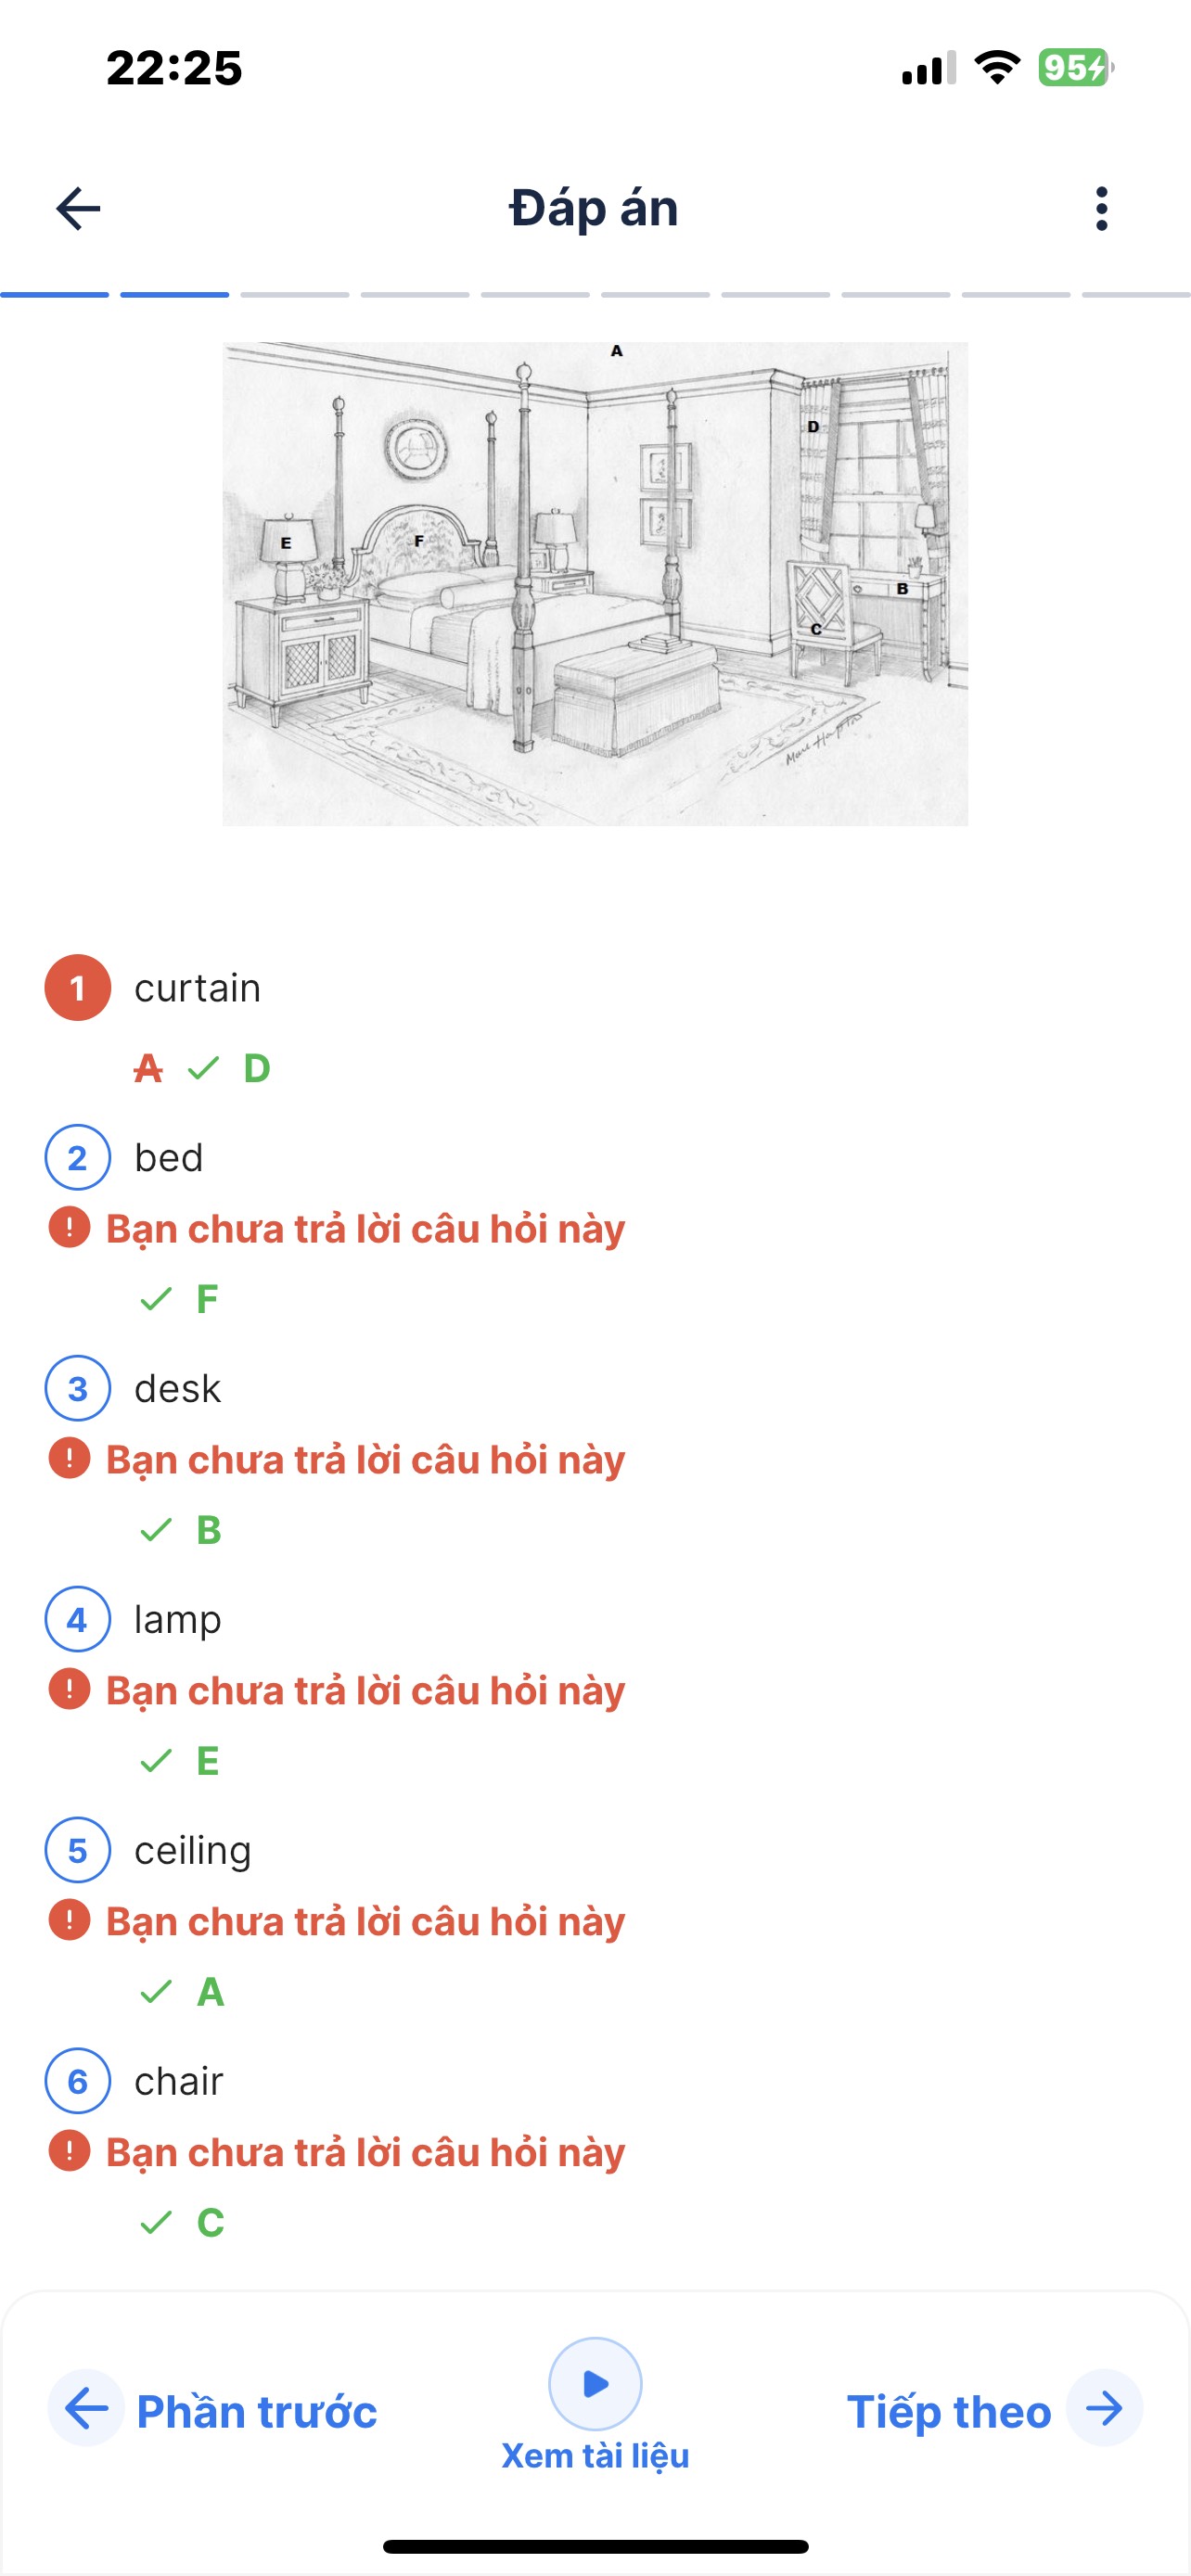 22:25
95
Đáp án
A
D
E
F
B
C
Mark Hampton
1 curtain
A D
2 bed
! Bạn chưa trả lời câu hỏi này
F
3 desk
! Bạn chưa trả lời câu hỏi này
B
4 lamp
! Bạn chưa trả lời câu hỏi này
E
5 ceiling
! Bạn chưa trả lời câu hỏi này
A
6 chair
! Bạn chưa trả lời câu hỏi này
C
Phần trước
Tiếp theo
Xem tài liệu